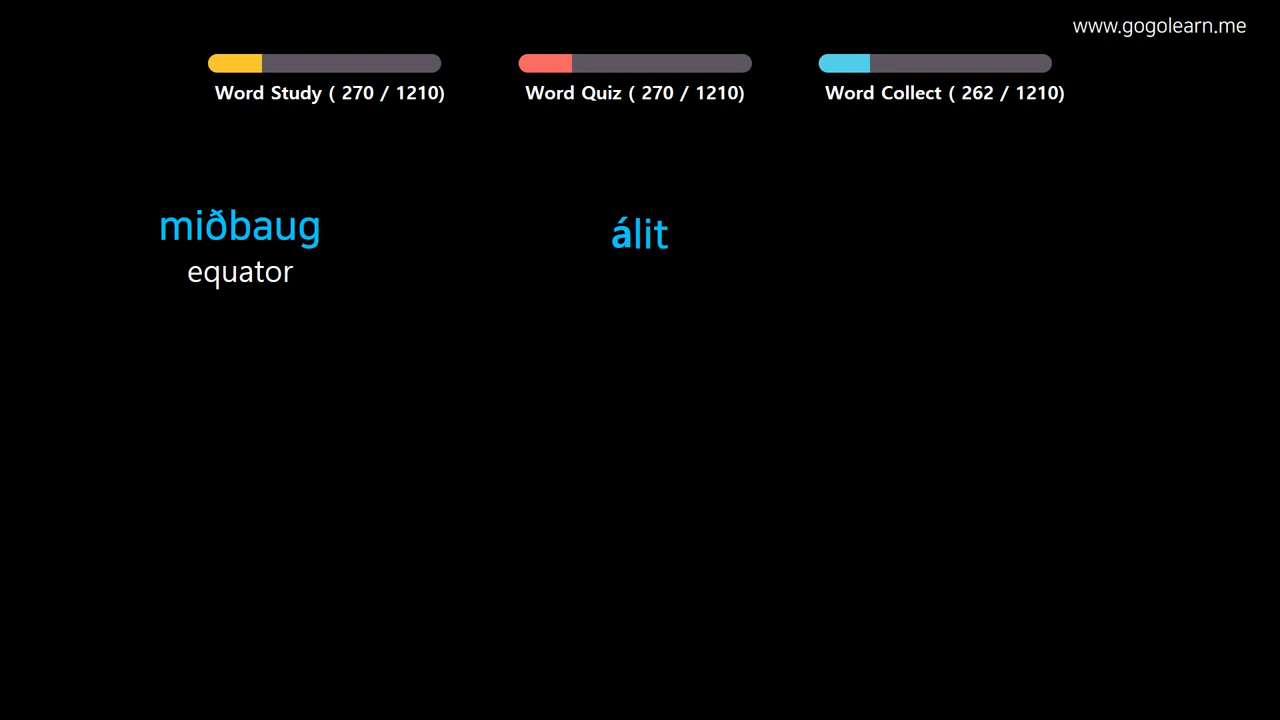 www.gogolearn.me
Word Study ( 270 / 1210)
Word Quiz ( 270 / 1210)
Word Collect ( 262 / 1210)
miðbaug
equator
álit